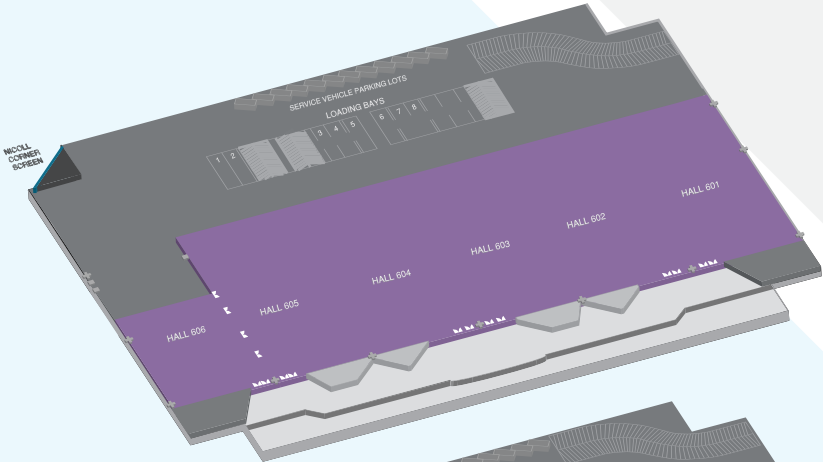 SERVICE VEHICLE PARKING LOTS
LOADING BAYS
1 2 3 4 5 6 7 8
NICOLL
CORNER
SCREEN
HALL 601
HALL 602
HALL 603
HALL 604
HALL 605
HALL 606